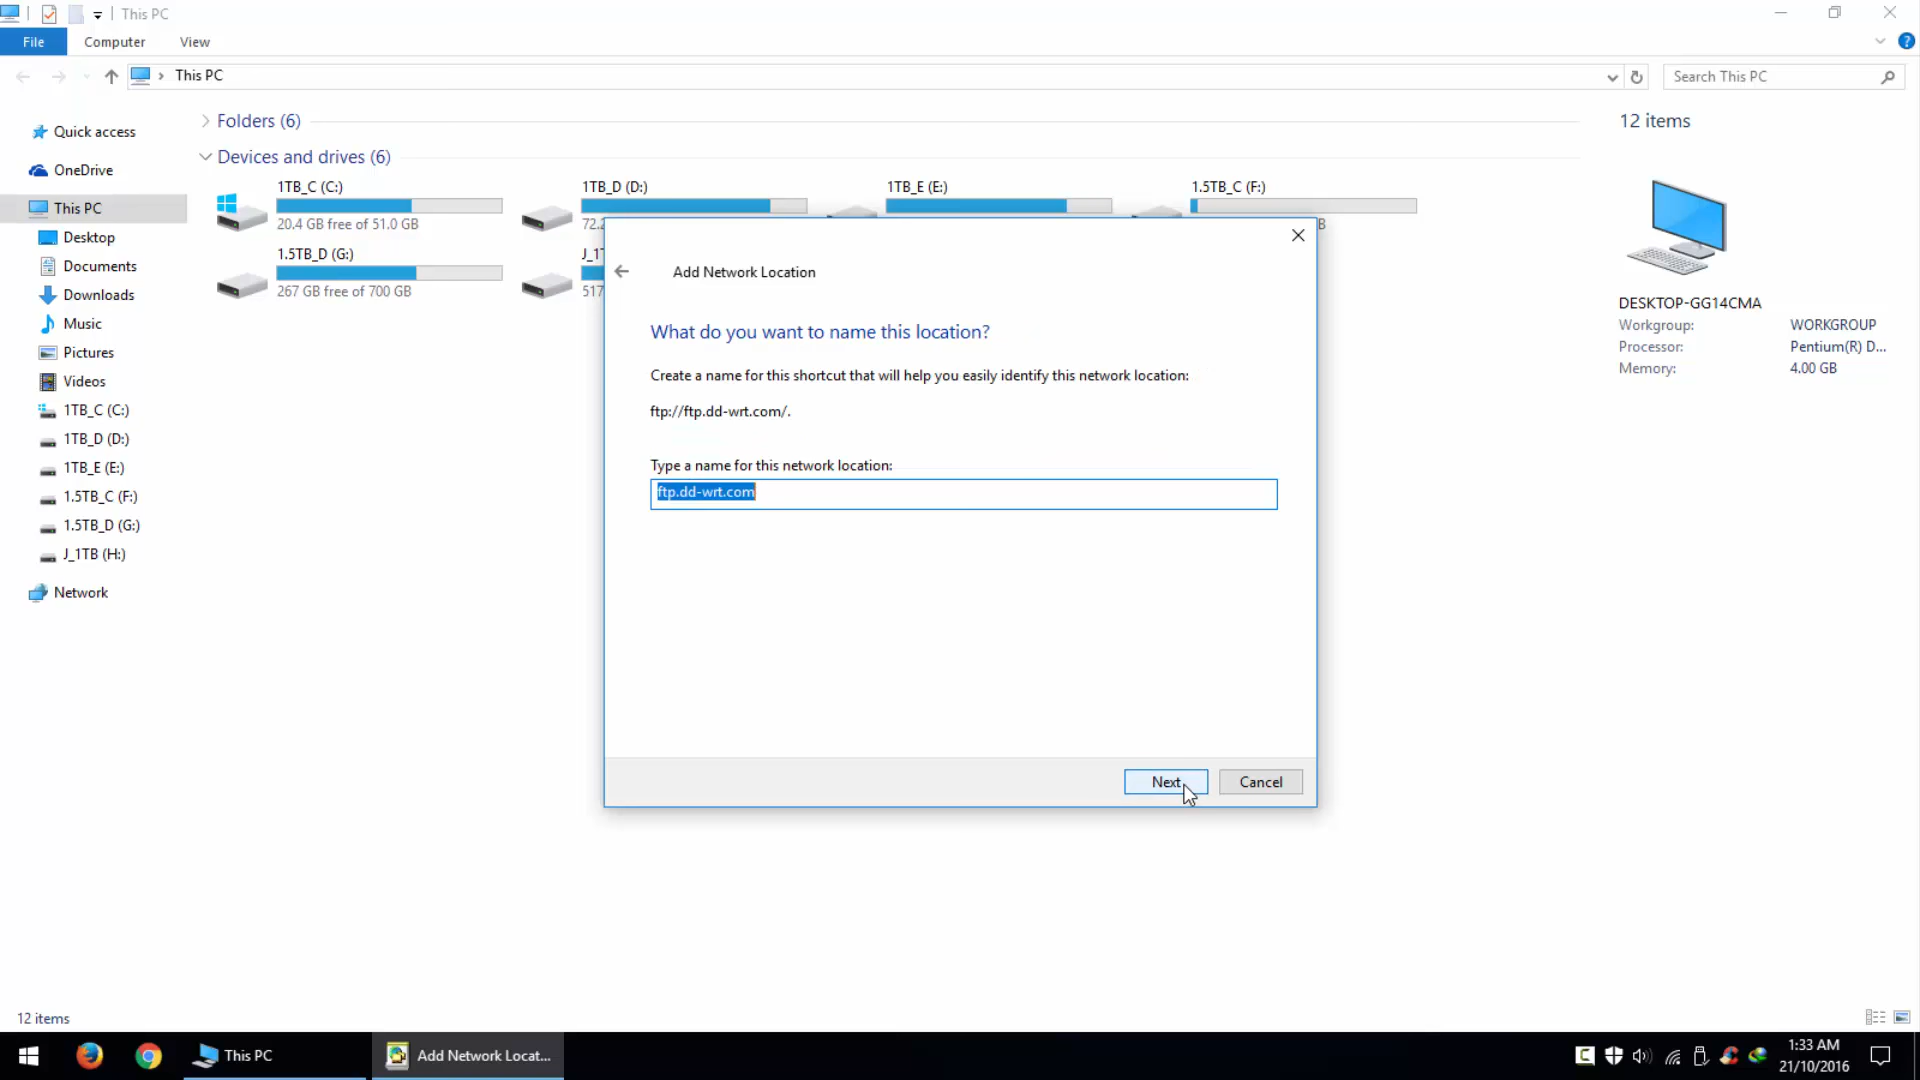 This PC
File Computer View
This PC
Search This PC
Quick access
OneDrive
This PC
Desktop
Documents
Downloads
Music
Pictures
Videos
1TB_C (C:)
1TB_D (D:)
1TB_E (E:)
1.5TB_C (F:)
1.5TB_D (G:)
J_1TB (H:)
Network
Folders (6)
Devices and drives (6)
1TB_C (C:)
20.4 GB free of 51.0 GB
1TB_D (D:)
72.2
1TB_E (E:)
1.5TB_C (F:)
B
1.5TB_D (G:)
267 GB free of 700 GB
J_1T
517
Add Network Location
What do you want to name this location?
Create a name for this shortcut that will help you easily identify this network location:
ftp://ftp.dd-wrt.com/.
Type a name for this network location:
ftp.dd-wrt.com
Next Cancel
12 items
DESKTOP-GG14CMA
Workgroup: WORKGROUP
Processor: Pentium(R) D...
Memory: 4.00 GB
12 items
This PC
Add Network Locat...
1:33 AM
21/10/2016